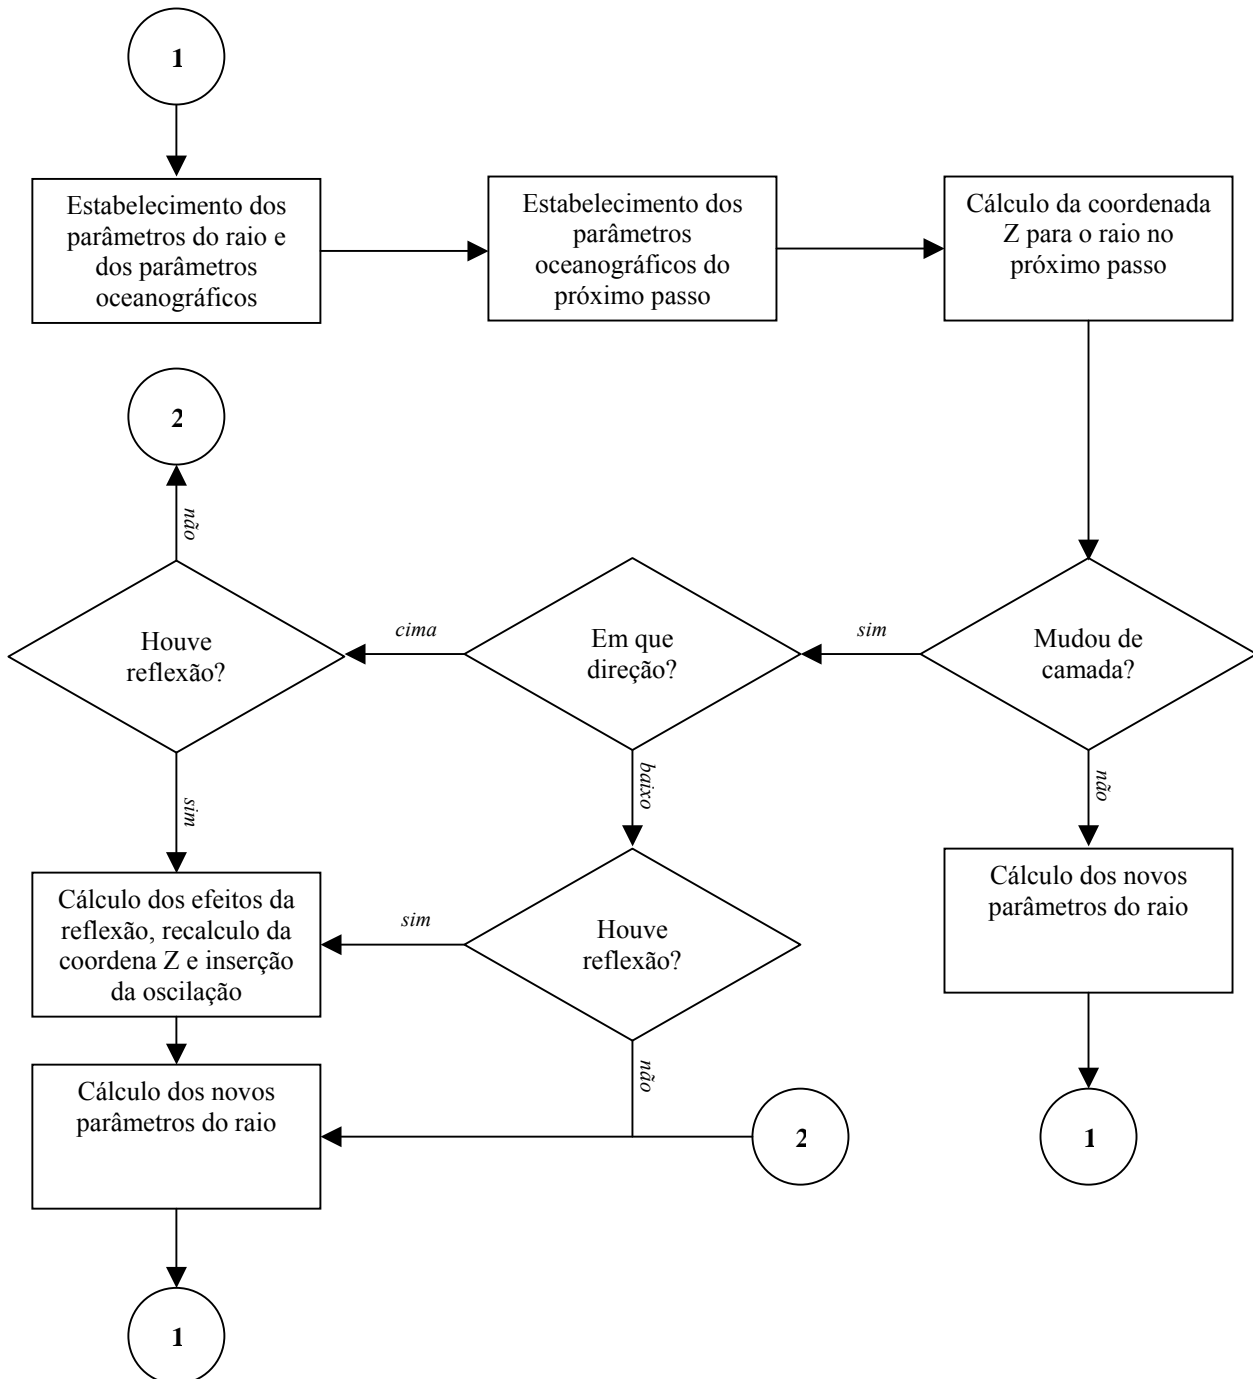 1
Estabelecimento dos
parâmetros do raio e
dos parâmetros
oceanográficos
Estabelecimento dos
parâmetros
oceanográficos do
próximo passo
Cálculo da coordenada
Z para o raio no
próximo passo
2
não
Houve
reflexão?
cima
Em que
direção?
sim
Mudou de
camada?
sim
baixo
não
Cálculo dos efeitos da
reflexão, recalculo da
coordena Z e inserção
da oscilação
sim
Houve
reflexão?
Cálculo dos novos
parâmetros do raio
não
Cálculo dos novos
parâmetros do raio
2
1
1